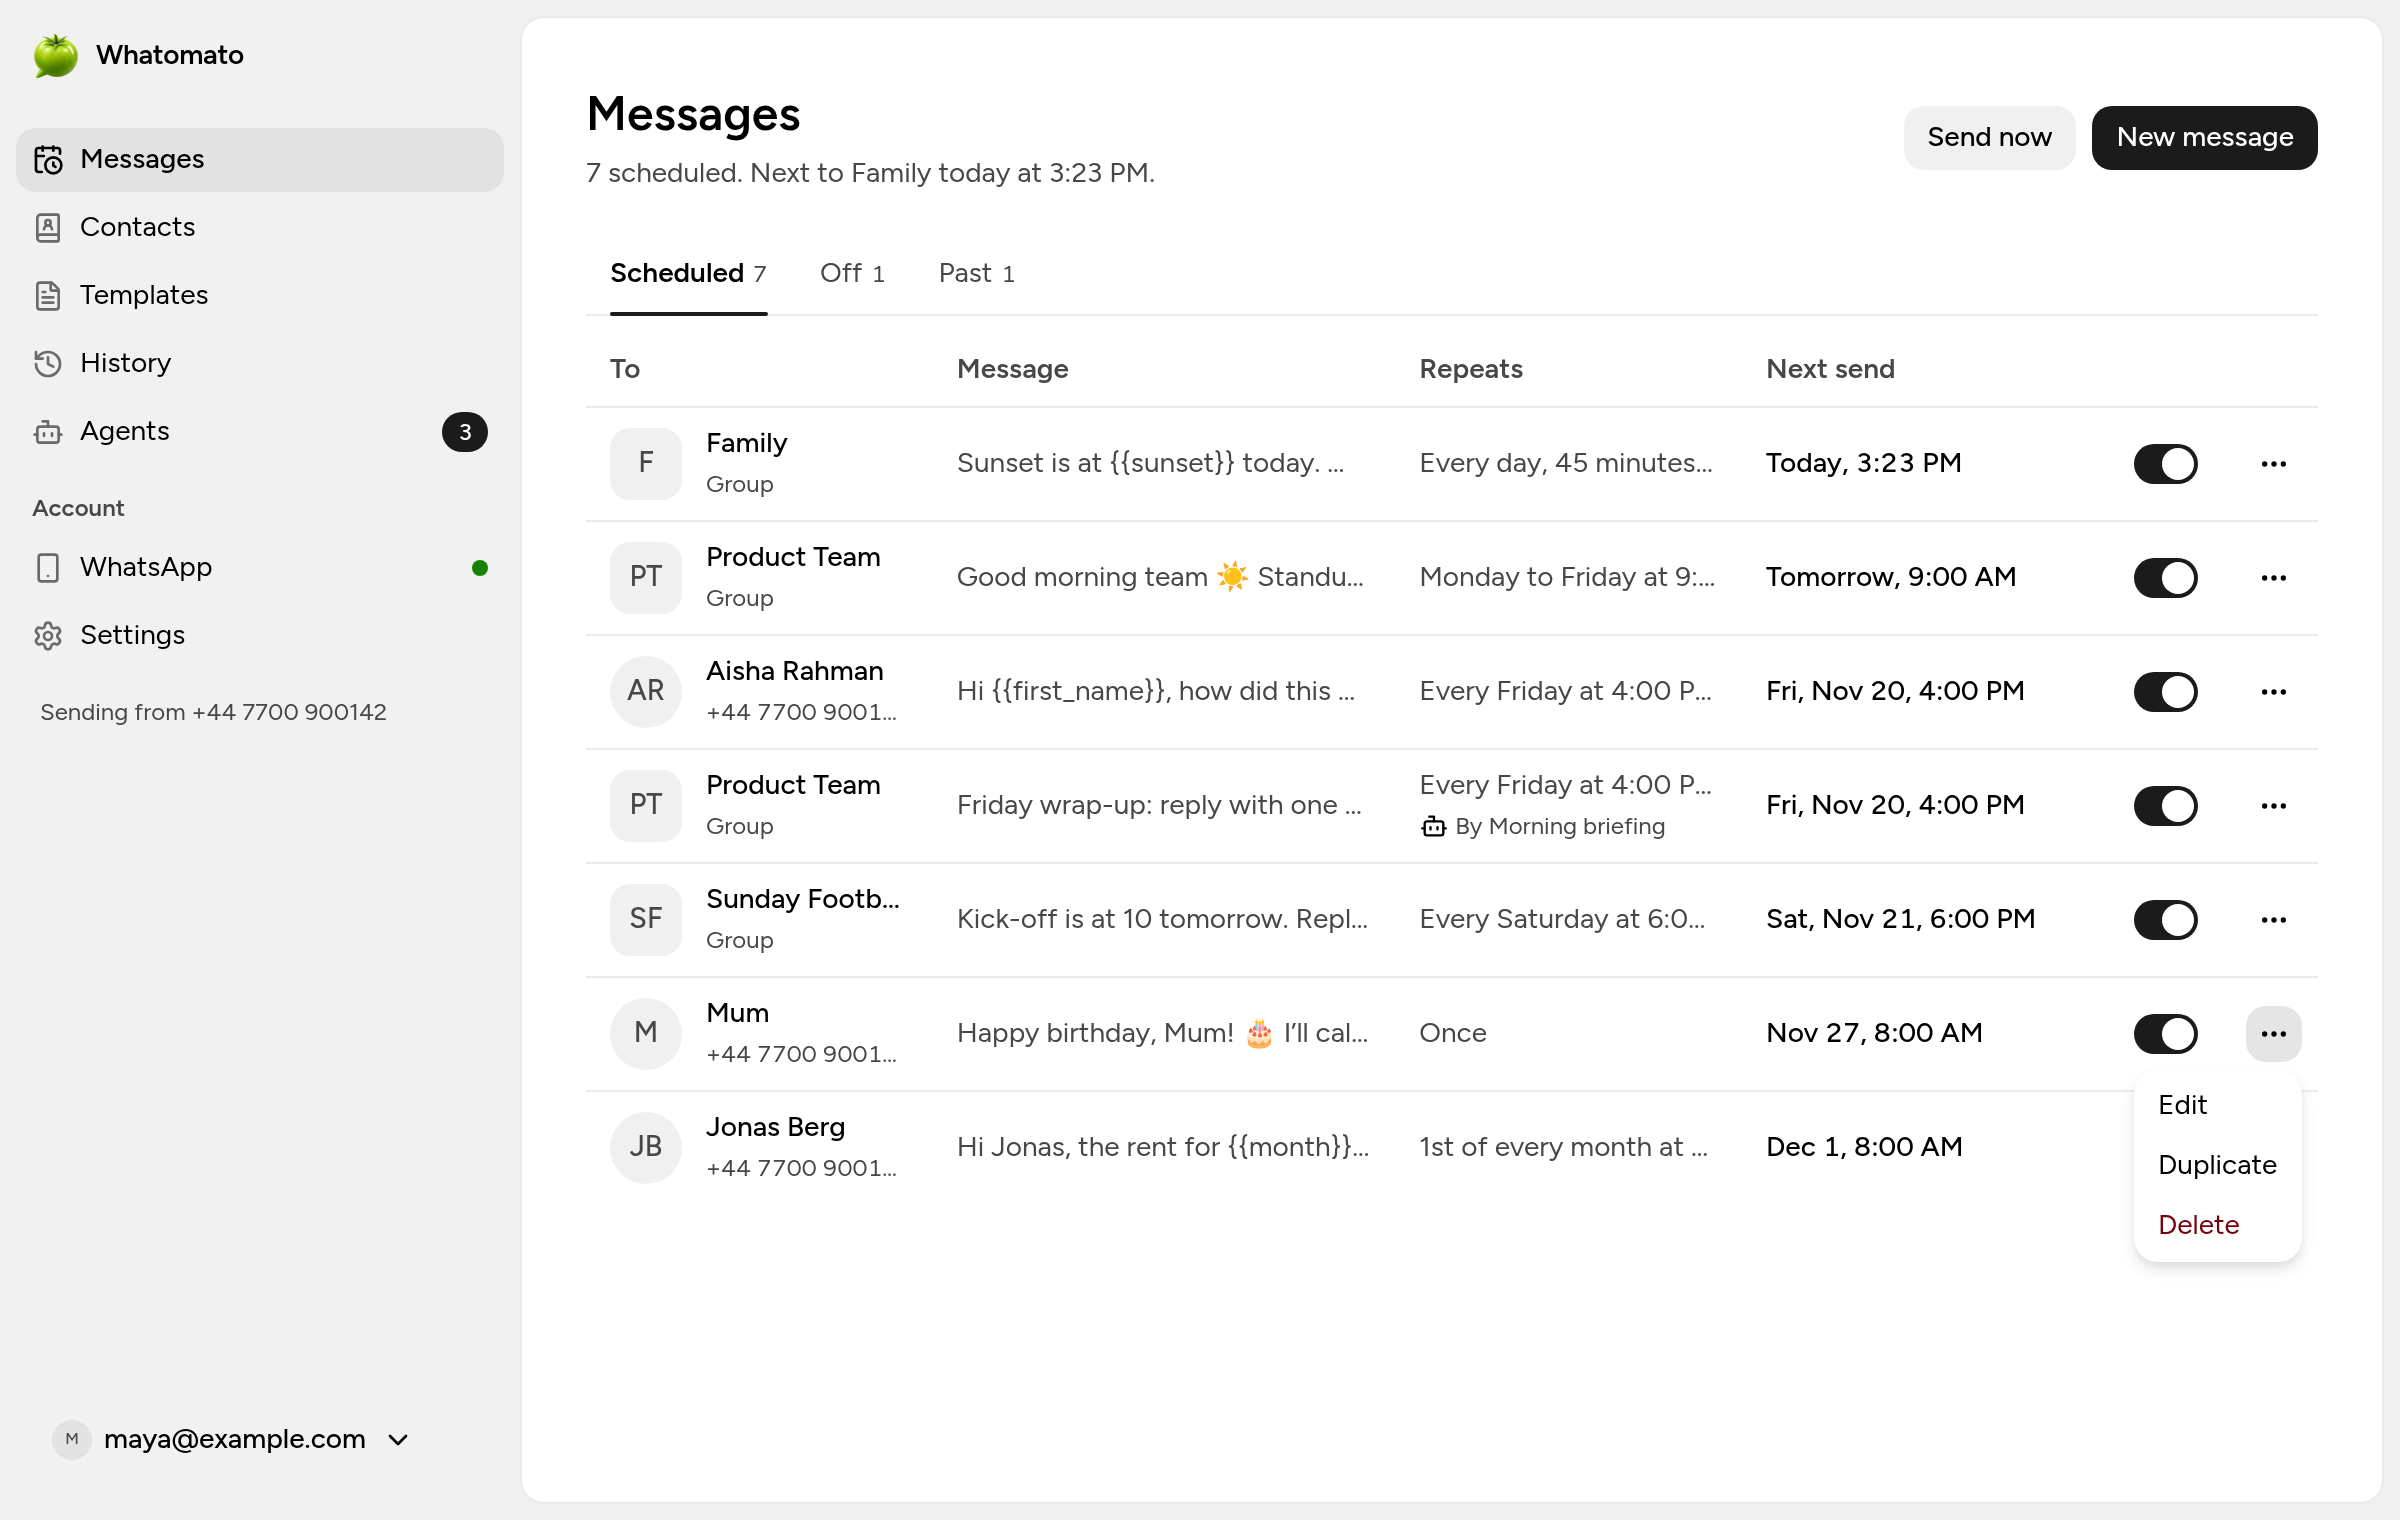 Whatomato
Messages
Contacts
Templates
History
Agents 3
Account
WhatsApp
Settings
Sending from +44 7700 900142
M maya@example.com
Messages
7 scheduled. Next to Family today at 3:23 PM.
Send now
New message
Scheduled 7 Off 1 Past 1
To Message Repeats Next send
F Family
Group
Sunset is at {{sunset}} today. ...
Every day, 45 minutes...
Today, 3:23 PM
PT Product Team
Group
Good morning team ☀️ Standu...
Monday to Friday at 9:...
Tomorrow, 9:00 AM
AR Aisha Rahman
+44 7700 9001...
Hi {{first_name}}, how did this ...
Every Friday at 4:00 P...
Fri, Nov 20, 4:00 PM
PT Product Team
Group
Friday wrap-up: reply with one ...
Every Friday at 4:00 P...
By Morning briefing
Fri, Nov 20, 4:00 PM
SF Sunday Footb...
Group
Kick-off is at 10 tomorrow. Repl...
Every Saturday at 6:0...
Sat, Nov 21, 6:00 PM
M Mum
+44 7700 9001...
Happy birthday, Mum! 🎂 I’ll cal...
Once
Nov 27, 8:00 AM
JB Jonas Berg
+44 7700 9001...
Hi Jonas, the rent for {{month}}...
1st of every month at ...
Dec 1, 8:00 AM
Edit
Duplicate
Delete